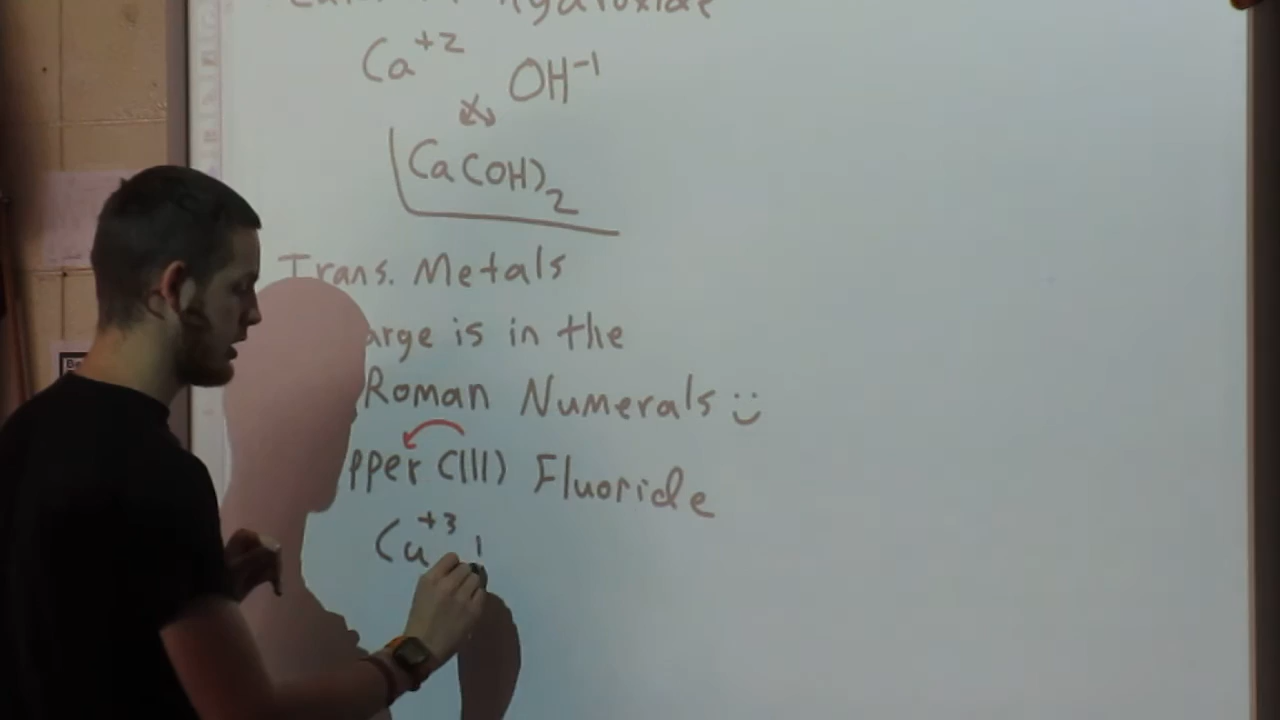 Ca+2 OH-1
Ca(OH)2
Trans. Metals
arge is in the
Roman Numerals
pper (III) Fluoride
Cu+3